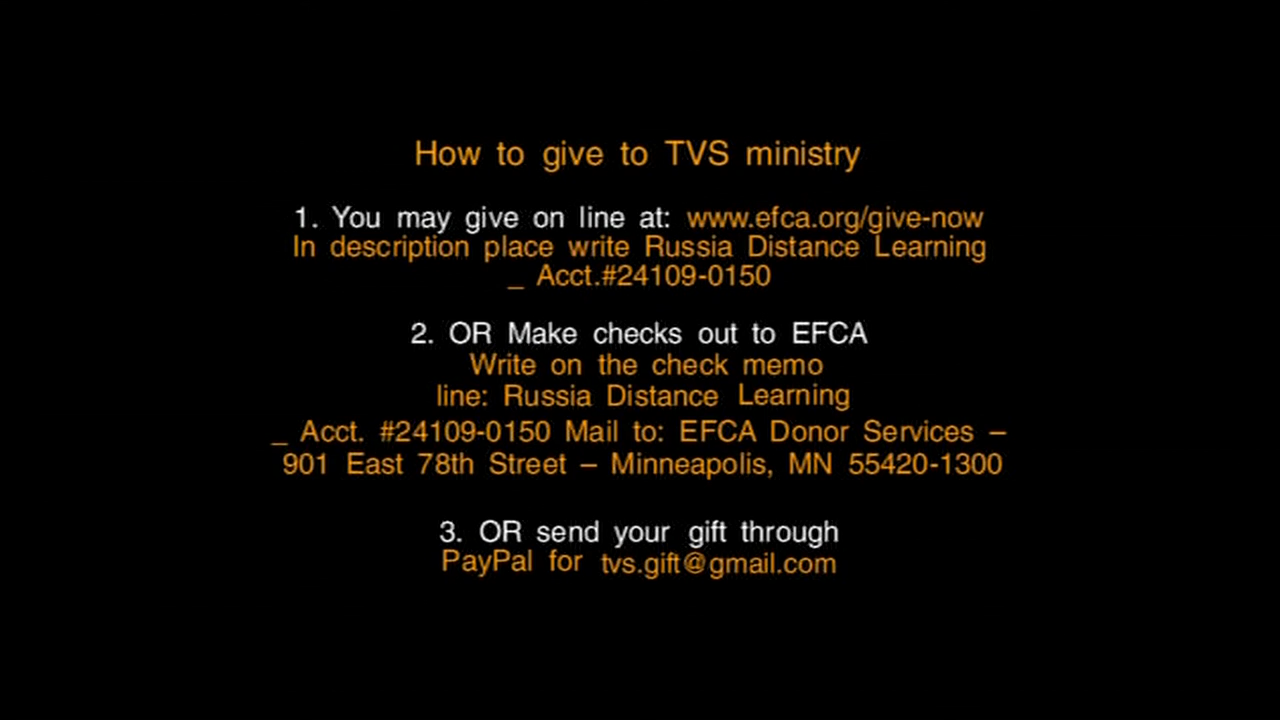 How to give to TVS ministry
1. You may give on line at: www.efca.org/give-now
In description place write Russia Distance Learning
_ Acct.#24109-0150
2. OR Make checks out to EFCA
Write on the check memo
line: Russia Distance Learning
_ Acct. #24109-0150 Mail to: EFCA Donor Services –
901 East 78th Street – Minneapolis, MN 55420-1300
3. OR send your gift through
PayPal for tvs.gift@gmail.com